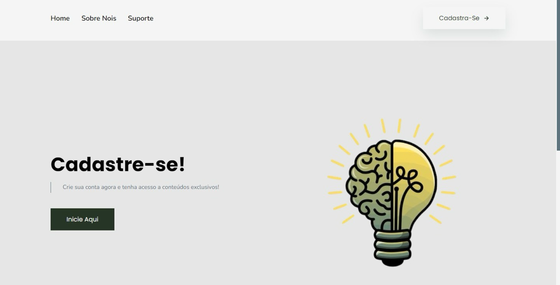 Home Sobre Nois Suporte Cadastra-Se →
Cadastre-se!
Crie sua conta agora e tenha acesso a conteúdos exclusivos!
Inicie Aqui